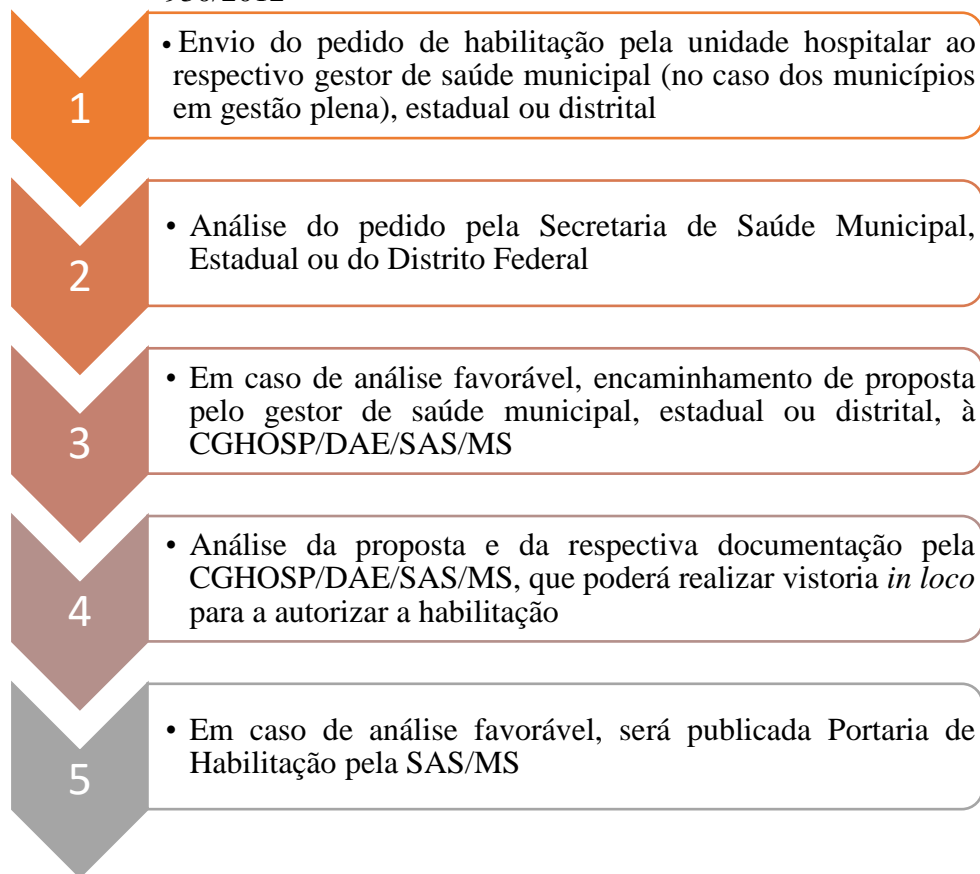 930/2012
1
• Envio do pedido de habilitação pela unidade hospitalar ao
respectivo gestor de saúde municipal (no caso dos municípios
em gestão plena), estadual ou distrital
2
• Análise do pedido pela Secretaria de Saúde Municipal,
Estadual ou do Distrito Federal
3
• Em caso de análise favorável, encaminhamento de proposta
pelo gestor de saúde municipal, estadual ou distrital, à
CGHOSP/DAE/SAS/MS
4
• Análise da proposta e da respectiva documentação pela
CGHOSP/DAE/SAS/MS, que poderá realizar vistoria in loco
para a autorizar a habilitação
5
• Em caso de análise favorável, será publicada Portaria de
Habilitação pela SAS/MS